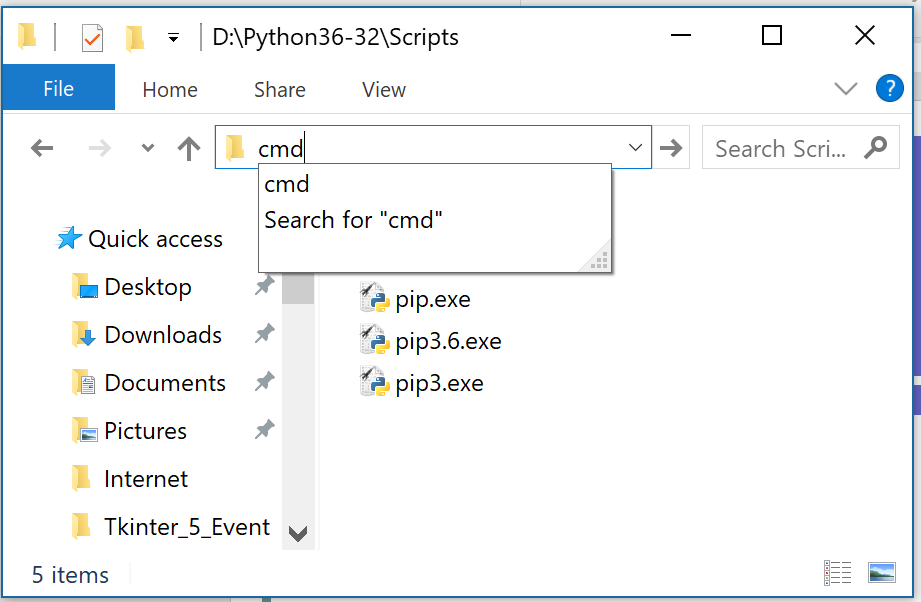 D:\Python36-32\Scripts
File Home Share View ?
cmd Search Scri...
cmd
Search for "cmd"
Quick access
Desktop
Downloads
Documents
Pictures
Internet
Tkinter_5_Event
pip.exe
pip3.6.exe
pip3.exe
5 items